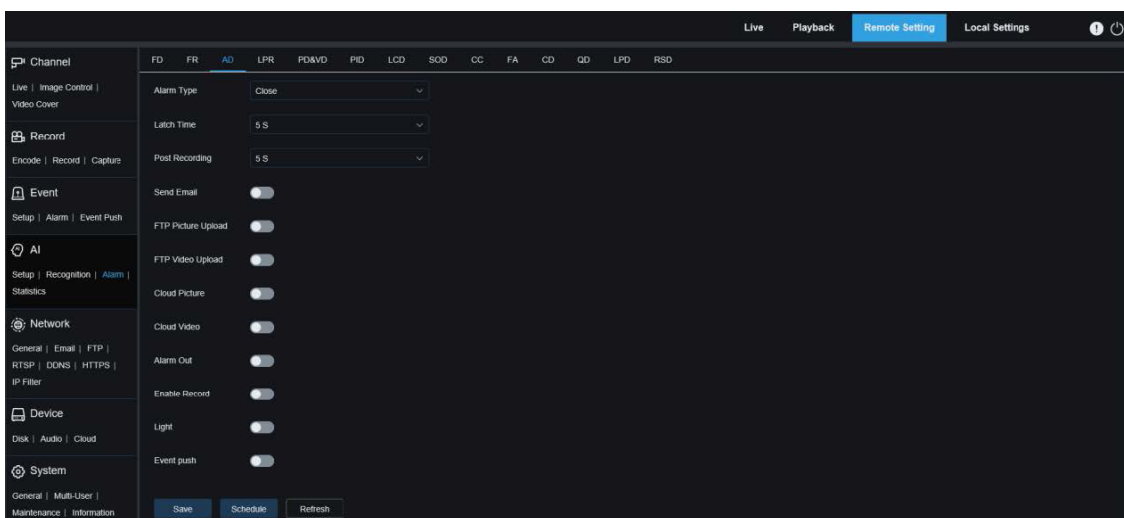 Live Playback Remote Setting Local Settings
Channel
Live | Image Control |
Video Cover
Record
Encode | Record | Capture
Event
Setup | Alarm | Event Push
AI
Setup | Recognition | Alarm |
Statistics
Network
General | Email | FTP |
RTSP | DDNS | HTTPS |
IP Filter
Device
Disk | Audio | Cloud
System
General | Multi-User |
Maintenance | Information
FD FR AD LPR PD&VD PID LCD SOD CC FA CD QD LPD RSD
Alarm Type Close
Latch Time 5 S
Post Recording 5 S
Send Email
FTP Picture Upload
FTP Video Upload
Cloud Picture
Cloud Video
Alarm Out
Enable Record
Light
Event push
Save Schedule Refresh